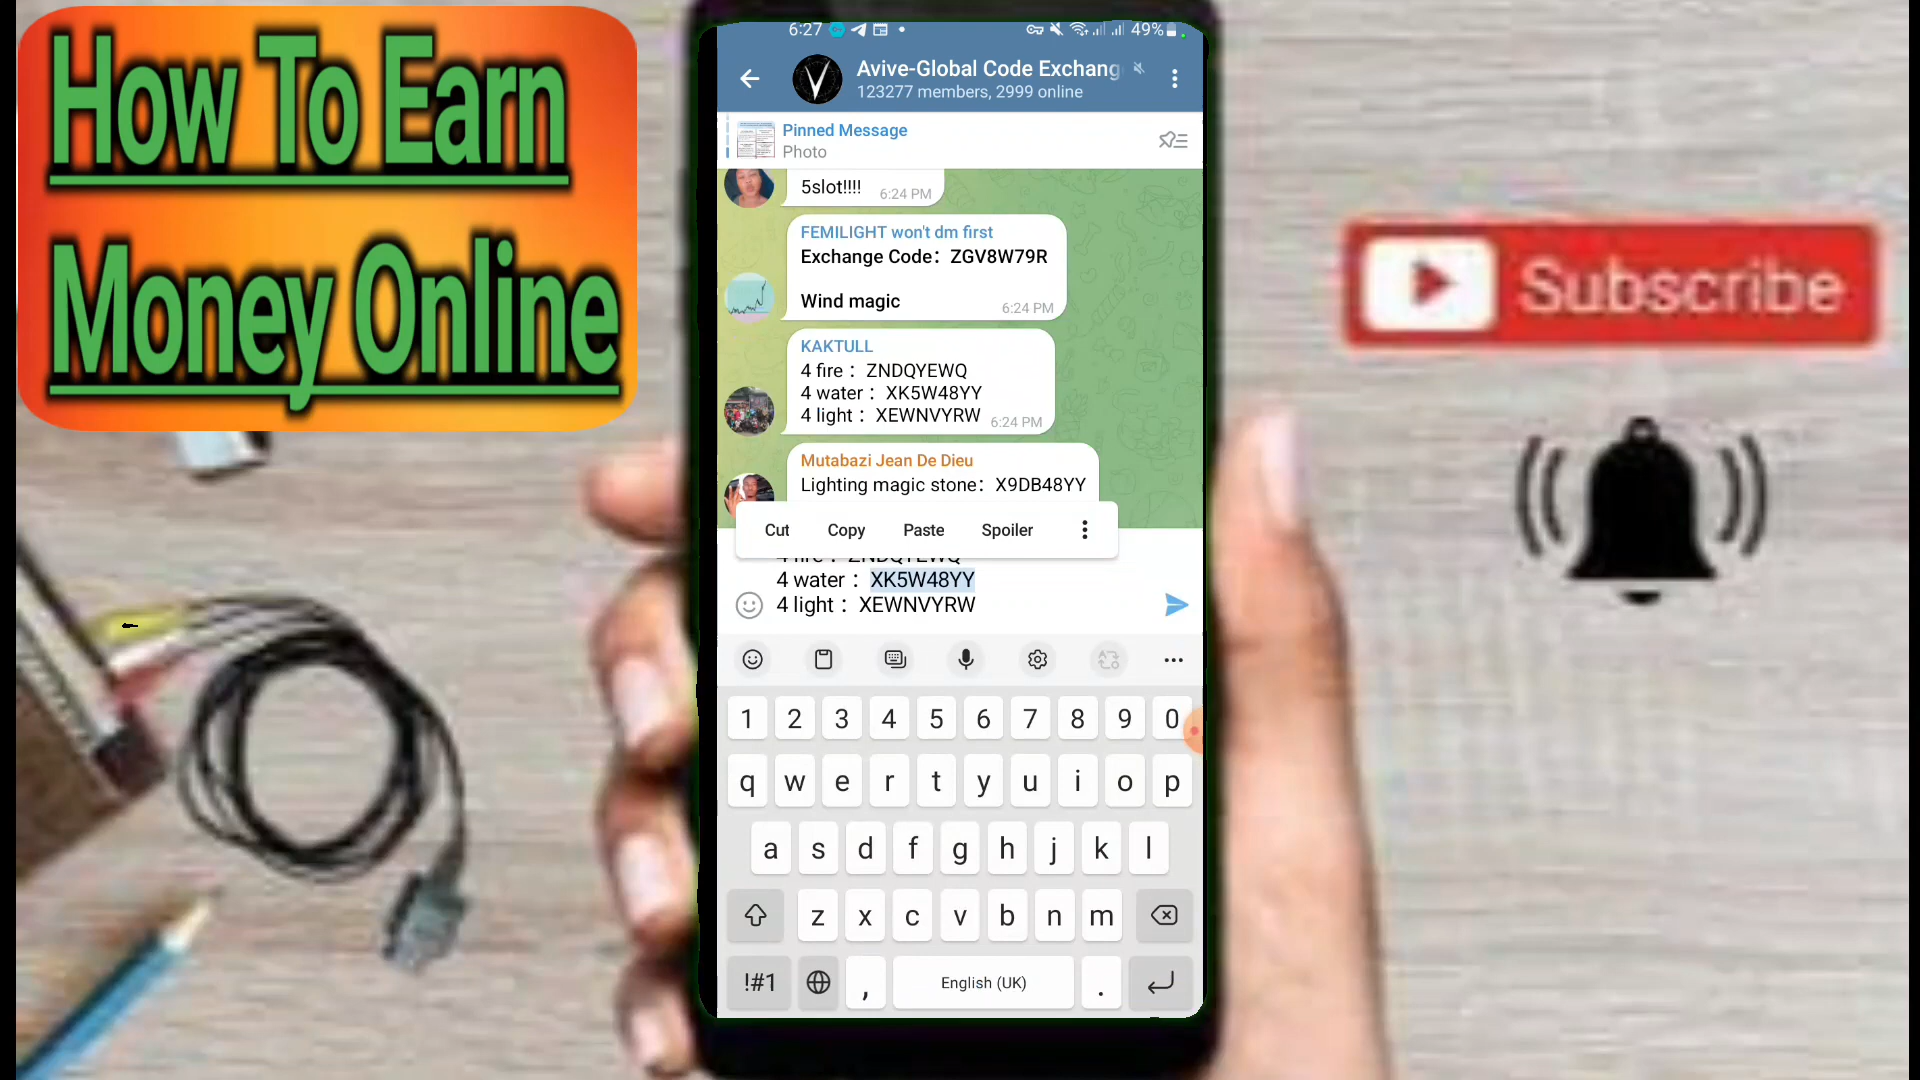 How To Earn
Money Online
6:27
49%
Avive-Global Code Exchang
123277 members, 2999 online
Pinned Message
Photo
5slot!!!! 6:24 PM
FEMILIGHT won't dm first
Exchange Code: ZGV8W79R
Wind magic 6:24 PM
KAKTULL
4 fire : ZNDQYEWQ
4 water : XK5W48YY
4 light : XEWNVYRW 6:24 PM
Mutabazi Jean De Dieu
Lighting magic stone: X9DB48YY
Cut Copy Paste Spoiler
4 fire : ZNDQYEWQ
4 water : XK5W48YY
4 light : XEWNVYRW
1 2 3 4 5 6 7 8 9 0
q w e r t y u i o p
a s d f g h j k l
z x c v b n m
!#1 , English (UK) .
Subscribe